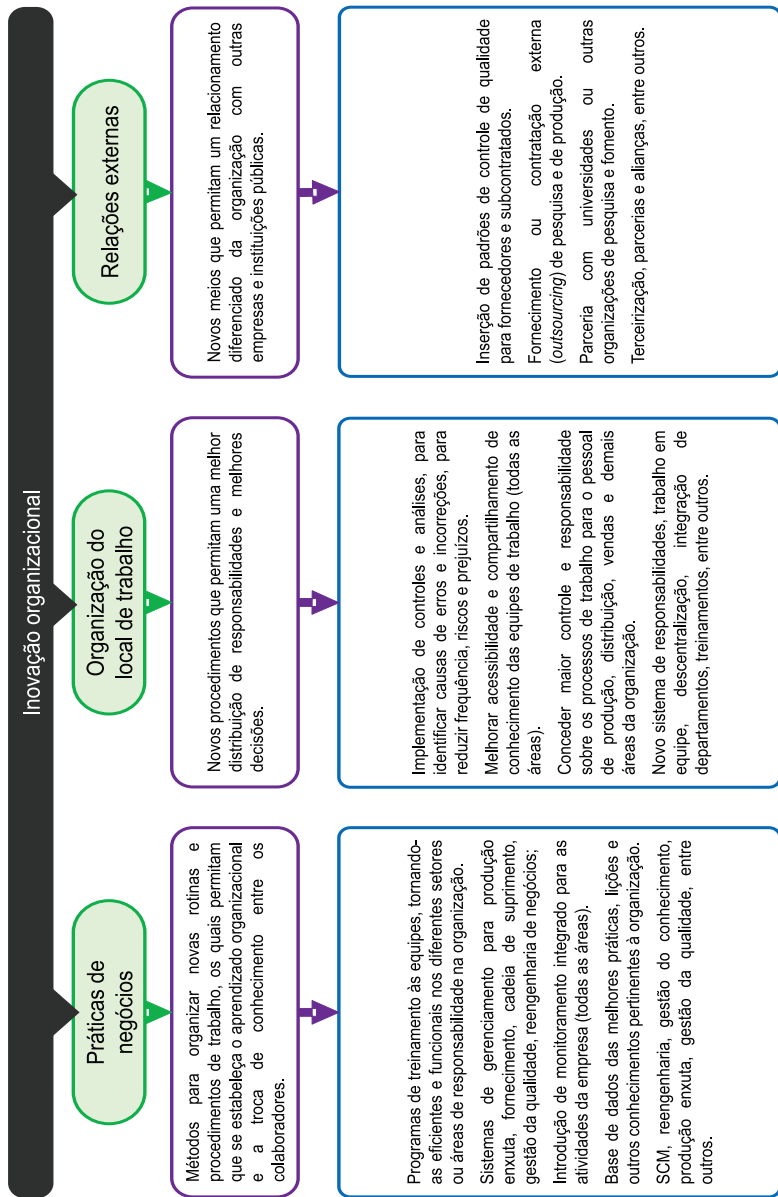 Inovação organizacional
Práticas de
negócios
Métodos para organizar novas rotinas e
procedimentos de trabalho, os quais permitam
que se estabeleça o aprendizado organizacional
e a troca de conhecimento entre os
colaboradores.
Programas de treinamento às equipes, tornando-
as eficientes e funcionais nos diferentes setores
ou áreas de responsabilidade na organização.
Sistemas de gerenciamento para produção
enxuta, fornecimento, cadeia de suprimento,
gestão da qualidade, reengenharia de negócios;
Introdução de monitoramento integrado para as
atividades da empresa (todas as áreas).
Base de dados das melhores práticas, lições e
outros conhecimentos pertinentes à organização.
SCM, reengenharia, gestão do conhecimento,
produção enxuta, gestão da qualidade, entre
outros.
Organização do
local de trabalho
Novos procedimentos que permitam uma melhor
distribuição de responsabilidades e melhores
decisões.
Implementação de controles e análises, para
identificar causas de erros e incorreções, para
reduzir frequência, riscos e prejuízos.
Melhorar acessibilidade e compartilhamento de
conhecimento das equipes de trabalho (todas as
áreas).
Conceder maior controle e responsabilidade
sobre os processos de trabalho para o pessoal
de produção, distribuição, vendas e demais
áreas da organização.
Novo sistema de responsabilidades, trabalho em
equipe, descentralização, integração de
departamentos, treinamentos, entre outros.
Relações externas
Novos meios que permitam um relacionamento
diferenciado da organização com outras
empresas e instituições públicas.
Inserção de padrões de controle de qualidade
para fornecedores e subcontratados.
Fornecimento ou contratação externa
(outsourcing) de pesquisa e de produção.
Parceria com universidades ou outras
organizações de pesquisa e fomento.
Terceirização, parcerias e alianças, entre outros.